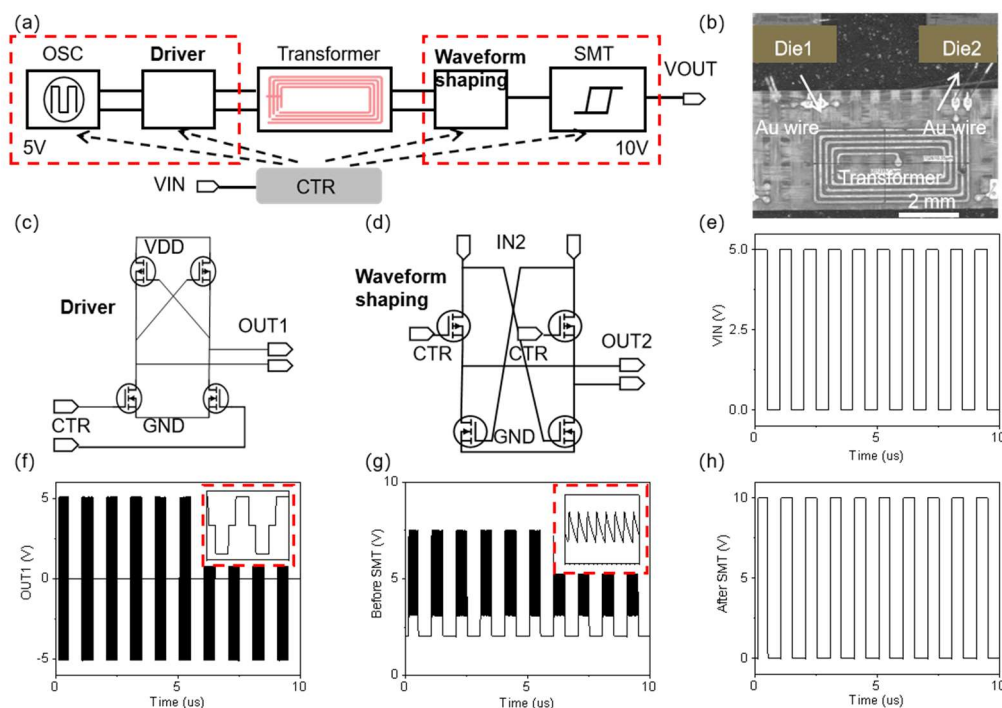 (a)
OSC
Driver
Transformer
Waveform
shaping
SMT
VOUT
5V
10V
VIN
CTR
(b)
Die1
Die2
Au wire
Au wire
Transformer
2 mm
(c)
VDD
Driver
OUT1
CTR
GND
(d)
IN2
Waveform
shaping
CTR
CTR
OUT2
GND
(e)
VIN (V)
5.0
2.5
0.0
0
5
10
Time (us)
(f)
OUT1 (V)
5
0
-5
0
5
10
Time (us)
(g)
Before SMT (V)
10
5
0
0
5
10
Time (us)
(h)
After SMT (V)
10
5
0
0
5
10
Time (us)